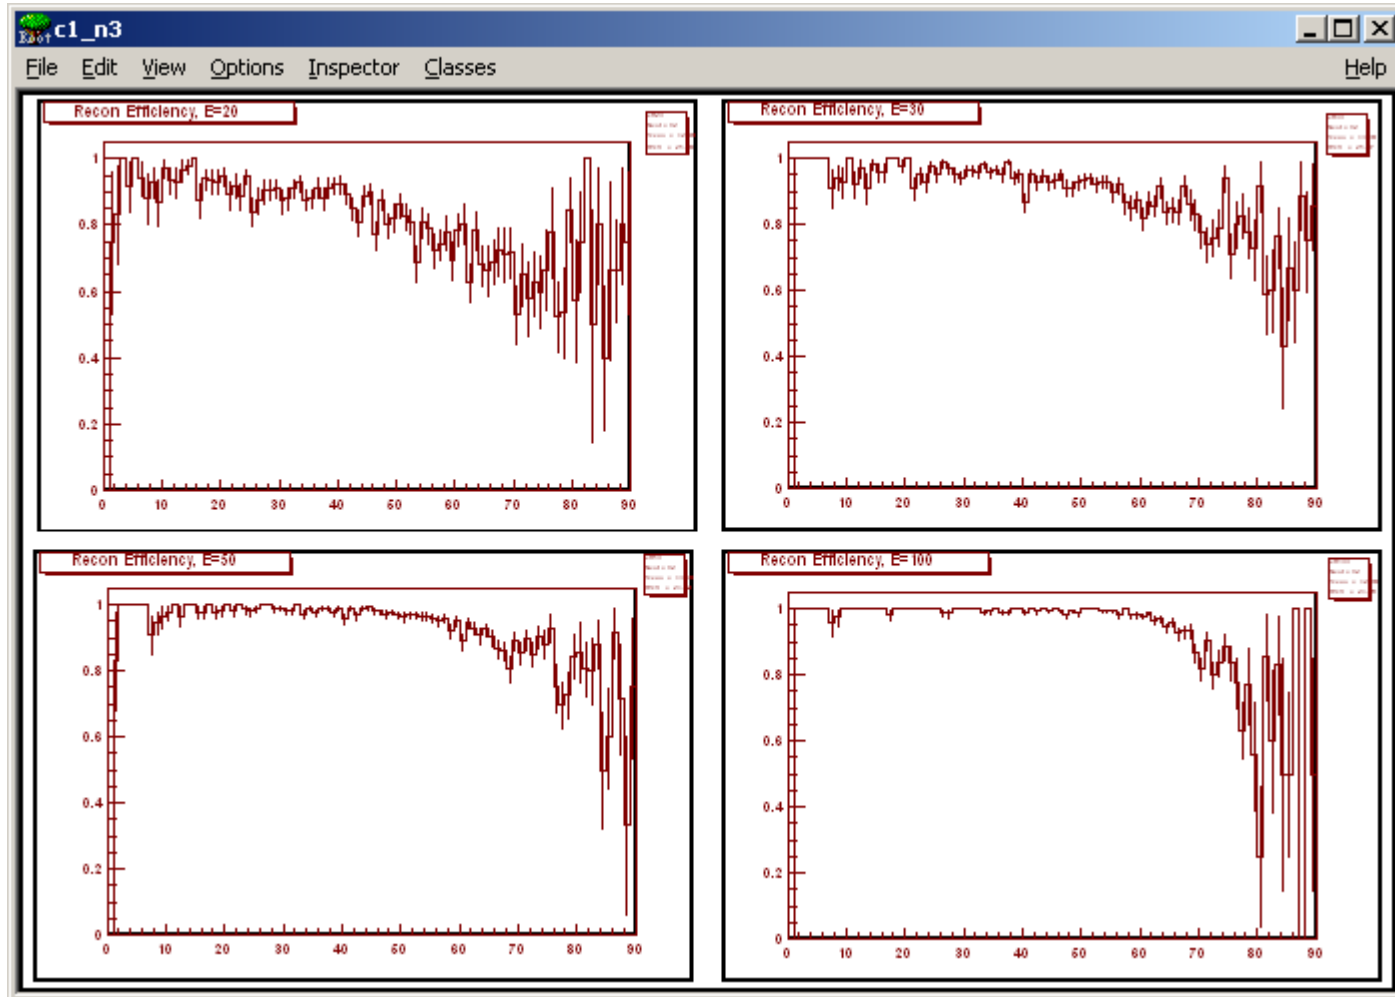 c1_n3
File Edit View Options Inspector Classes Help
Recon Efficiency, E=20
1
0.8
0.6
0.4
0.2
0
0 10 20 30 40 50 60 70 80 90
Recon Efficiency, E=30
1
0.8
0.6
0.4
0.2
0
0 10 20 30 40 50 60 70 80 90
Recon Efficiency, E=50
1
0.8
0.6
0.4
0.2
0
0 10 20 30 40 50 60 70 80 90
Recon Efficiency, E=100
1
0.8
0.6
0.4
0.2
0
0 10 20 30 40 50 60 70 80 90